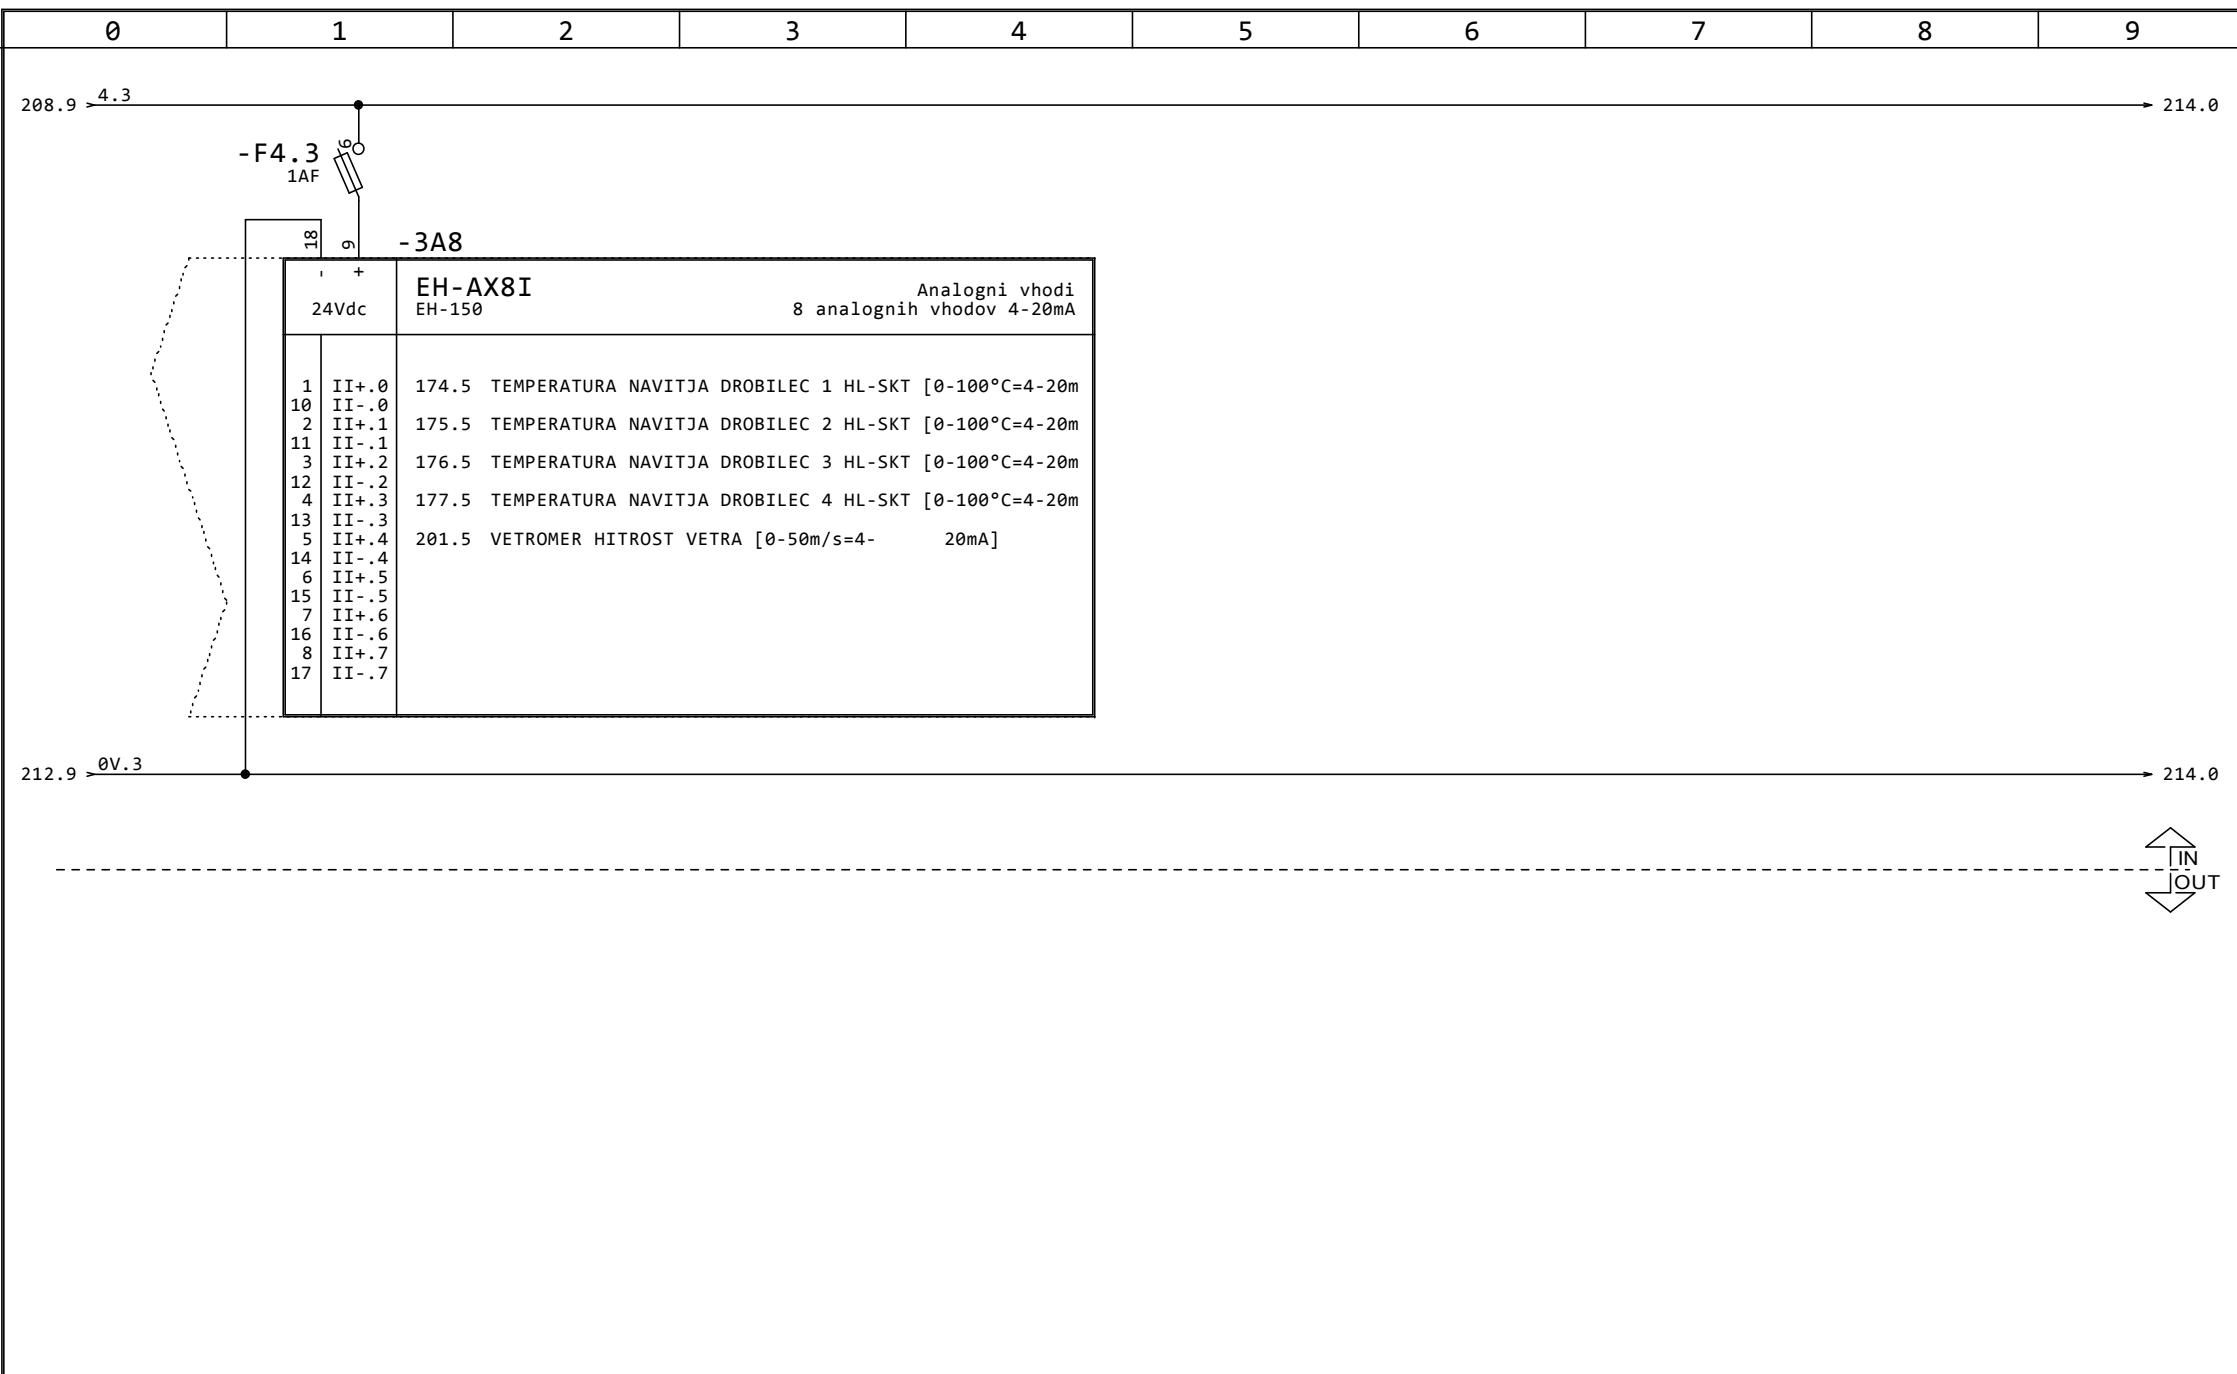 0 1 2 3 4 5 6 7 8 9
208.9 4.3 214.0
6
-F4.3
1AF
18 9 -3A8
- +
24Vdc
EH-AX8I
EH-150
Analogni vhodi
8 analognih vhodov 4-20mA
1 II+.0 174.5 TEMPERATURA NAVITJA DROBILEC 1 HL-SKT [0-100°C=4-20m
10 II-.0
2 II+.1 175.5 TEMPERATURA NAVITJA DROBILEC 2 HL-SKT [0-100°C=4-20m
11 II-.1
3 II+.2 176.5 TEMPERATURA NAVITJA DROBILEC 3 HL-SKT [0-100°C=4-20m
12 II-.2
4 II+.3 177.5 TEMPERATURA NAVITJA DROBILEC 4 HL-SKT [0-100°C=4-20m
13 II-.3
5 II+.4 201.5 VETROMER HITROST VETRA [0-50m/s=4- 20mA]
14 II-.4
6 II+.5
15 II-.5
7 II+.6
16 II-.6
8 II+.7
17 II-.7
212.9 0V.3 214.0
IN
OUT